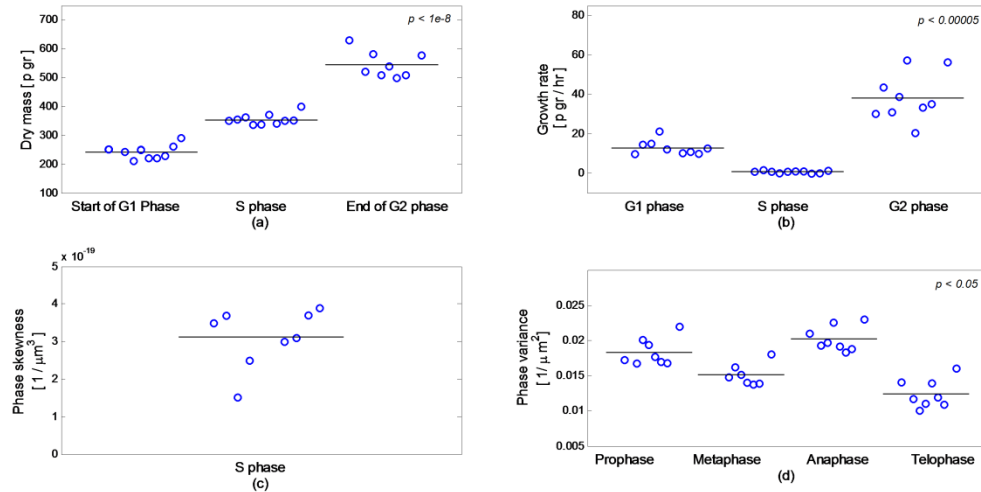 p < 1e-8
Dry mass [ p gr ]
700
600
500
400
300
200
100
Start of G1 Phase
S phase
End of G2 phase
(a)
p < 0.00005
Growth rate
[ p gr / hr ]
80
60
40
20
0
G1 phase
S phase
G2 phase
(b)
x 10⁻¹⁹
Phase skewness
[ 1 / μm³ ]
5
4
3
2
1
0
S phase
(c)
p < 0.05
Phase variance
[ 1/ μ m² ]
0.025
0.02
0.015
0.01
0.005
Prophase
Metaphase
Anaphase
Telophase
(d)